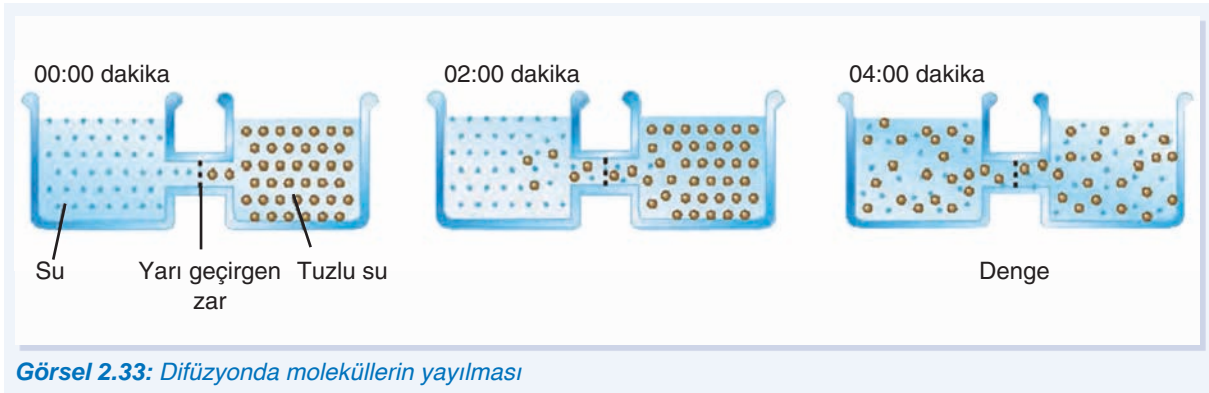 00:00 dakika
02:00 dakika
04:00 dakika
Su
Yarı geçirgen
zar
Tuzlu su
Denge
Görsel 2.33: Difüzyonda moleküllerin yayılması